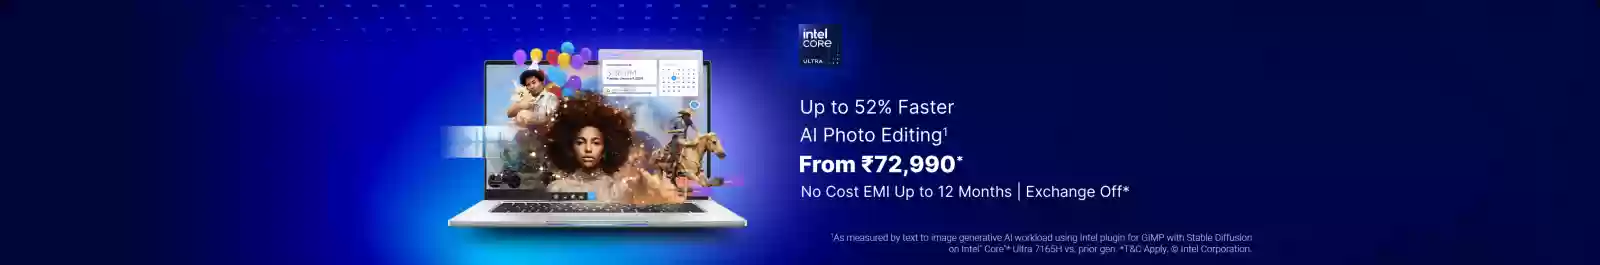 intel
CORE
ULTRA
Up to 52% Faster
AI Photo Editing¹
From ₹72,990*
No Cost EMI Up to 12 Months | Exchange Off*
¹As measured by text to image generative AI workload using Intel plugin for GIMP with Stable Diffusion
on Intel® Core™ Ultra 7165H vs. prior gen. *T&C Apply. © Intel Corporation.